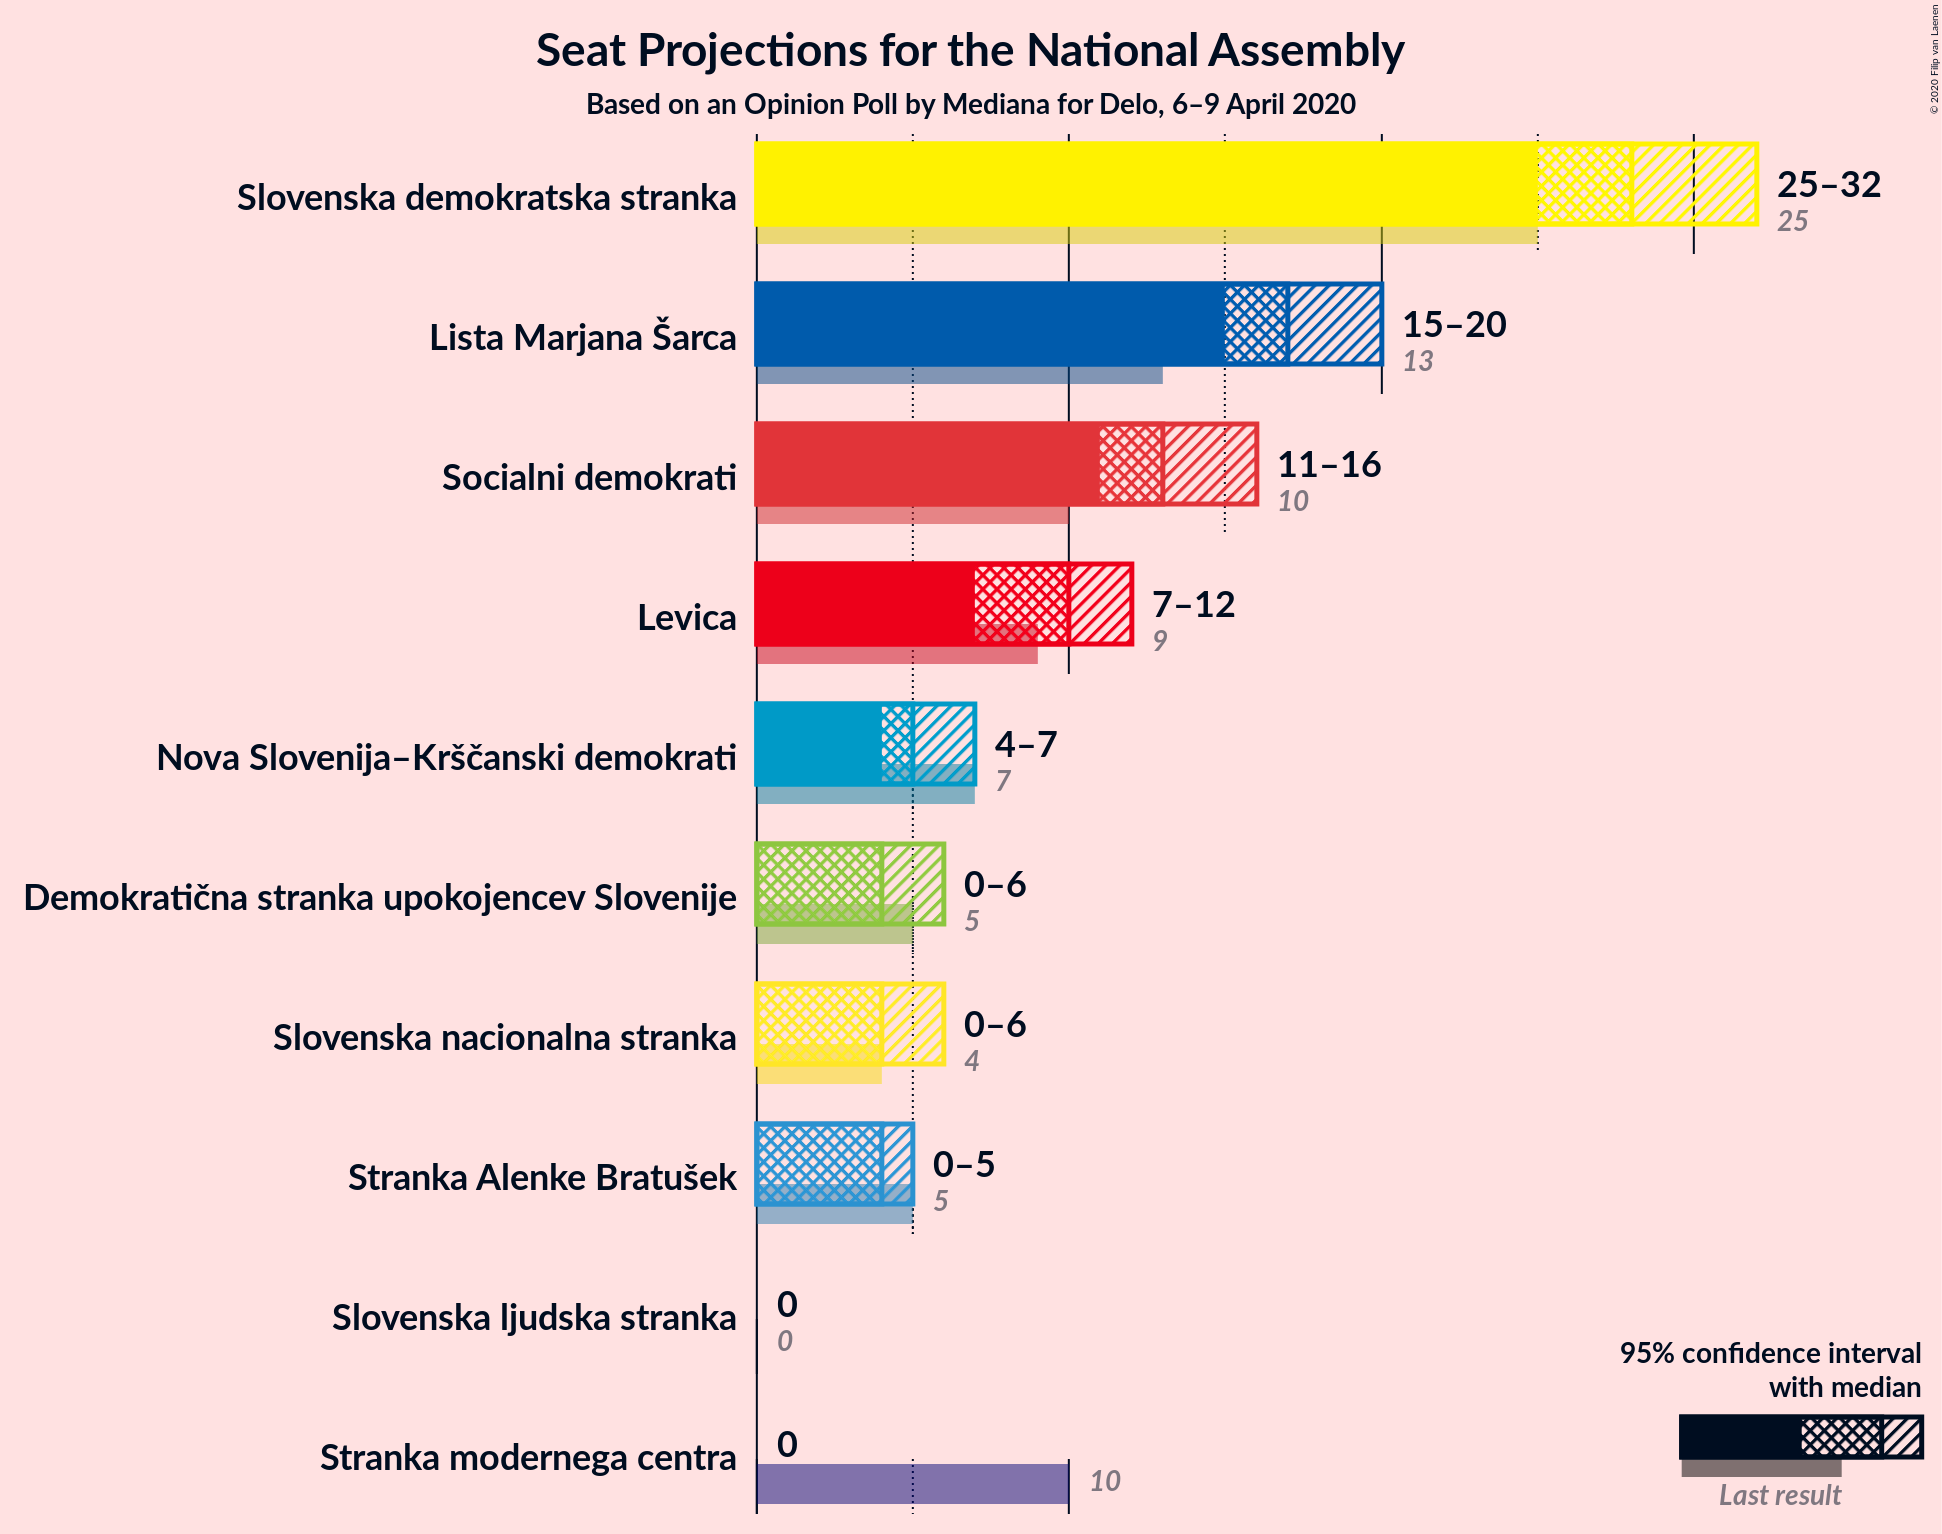 Seat Projections for the National Assembly
Based on an Opinion Poll by Mediana for Delo, 6–9 April 2020
© 2020 Filip van Laenen
Slovenska demokratska stranka
25–32
25
Lista Marjana Šarca
15–20
13
Socialni demokrati
11–16
10
Levica
7–12
9
Nova Slovenija–Krščanski demokrati
4–7
7
Demokratična stranka upokojencev Slovenije
0–6
5
Slovenska nacionalna stranka
0–6
4
Stranka Alenke Bratušek
0–5
5
Slovenska ljudska stranka
0
0
Stranka modernega centra
0
10
95% confidence interval
with median
Last result